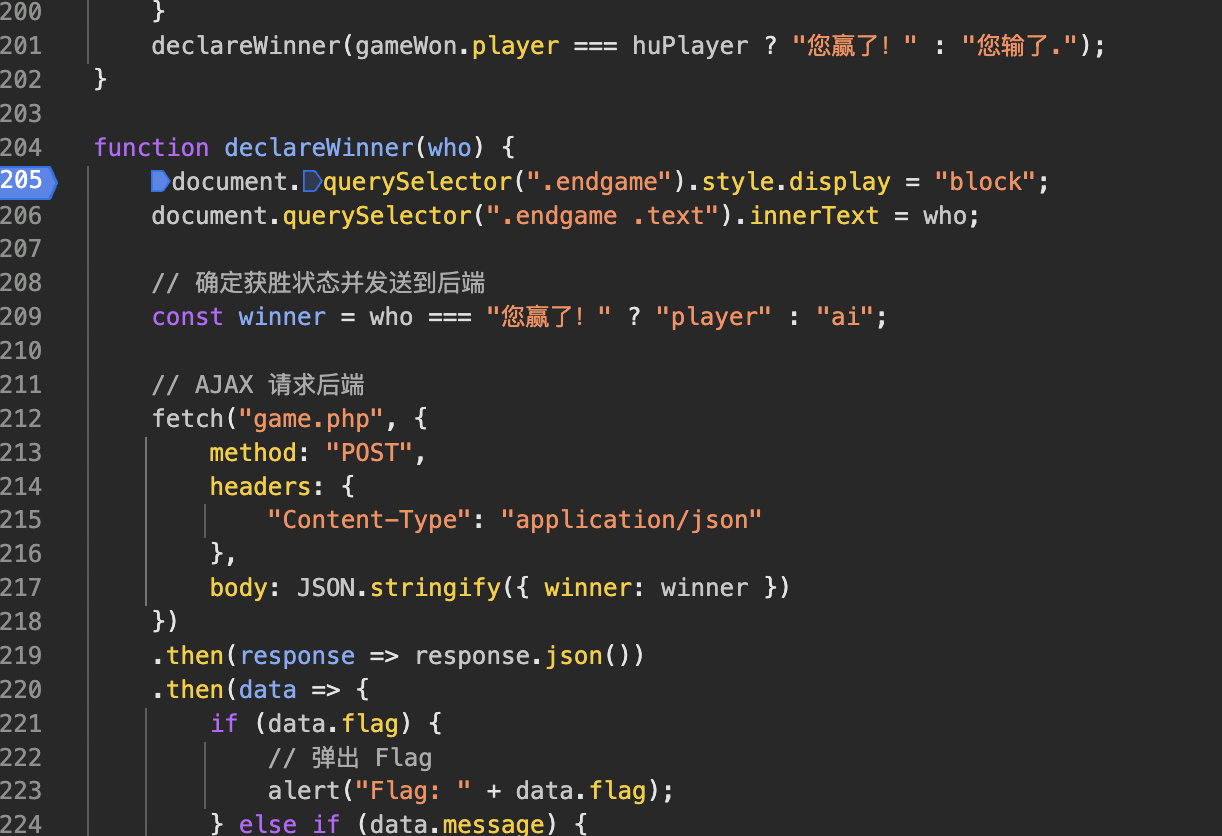 200 }
201 declareWinner(gameWon.player === huPlayer ? "您赢了！" : "您输了.");
202 }
203
204 function declareWinner(who) {
205 document.querySelector(".endgame").style.display = "block";
206 document.querySelector(".endgame .text").innerText = who;
207
208 // 确定获胜状态并发送到后端
209 const winner = who === "您赢了！" ? "player" : "ai";
210
211 // AJAX 请求后端
212 fetch("game.php", {
213 method: "POST",
214 headers: {
215 "Content-Type": "application/json"
216 },
217 body: JSON.stringify({ winner: winner })
218 })
219 .then(response => response.json())
220 .then(data => {
221 if (data.flag) {
222 // 弹出 Flag
223 alert("Flag: " + data.flag);
224 } else if (data.message) {